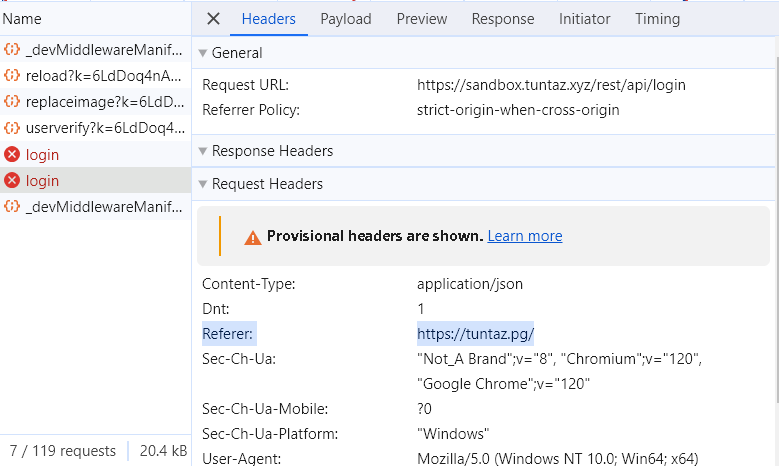 Name
Headers Payload Preview Response Initiator Timing
_devMiddlewareManif...
reload?k=6LdDoq4nA...
replaceimage?k=6LdD...
userverify?k=6LdDoq4...
login
login
_devMiddlewareManif...
7 / 119 requests 20.4 kB
General
Request URL: https://sandbox.tuntaz.xyz/rest/api/login
Referrer Policy: strict-origin-when-cross-origin
Response Headers
Request Headers
Provisional headers are shown. Learn more
Content-Type: application/json
Dnt: 1
Referer: https://tuntaz.pg/
Sec-Ch-Ua: "Not_A Brand";v="8", "Chromium";v="120",
"Google Chrome";v="120"
Sec-Ch-Ua-Mobile: ?0
Sec-Ch-Ua-Platform: "Windows"
User-Agent: Mozilla/5.0 (Windows NT 10.0; Win64; x64)